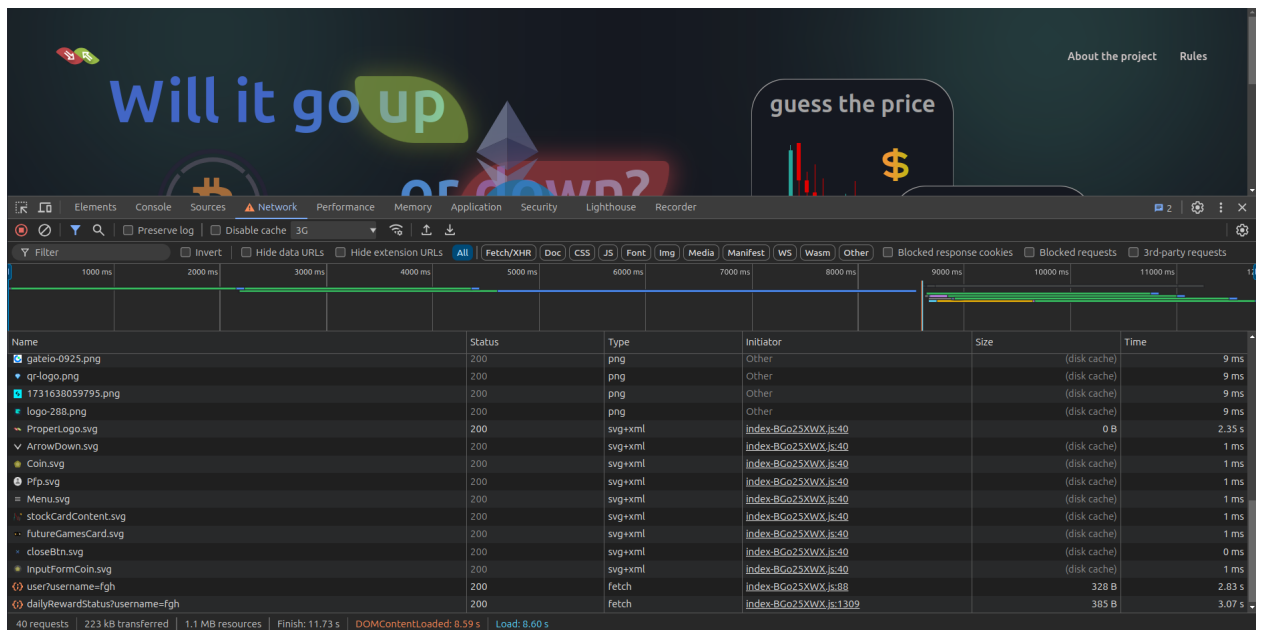 About the project Rules
Will it go up
guess the price
or down?
$
Elements Console Sources Network Performance Memory Application Security Lighthouse Recorder 2
Preserve log Disable cache 3G
Filter Invert Hide data URLs Hide extension URLs All Fetch/XHR Doc CSS JS Font Img Media Manifest WS Wasm Other Blocked response cookies Blocked requests 3rd-party requests
1000 ms 2000 ms 3000 ms 4000 ms 5000 ms 6000 ms 7000 ms 8000 ms 9000 ms 10000 ms 11000 ms
Name Status Type Initiator Size Time
gateio-0925.png 200 png Other (disk cache) 9 ms
qr-logo.png 200 png Other (disk cache) 9 ms
1731638059795.png 200 png Other (disk cache) 9 ms
logo-288.png 200 png Other (disk cache) 9 ms
ProperLogo.svg 200 svg+xml index-BGo25XWX.js:40 0 B 2.35 s
ArrowDown.svg 200 svg+xml index-BGo25XWX.js:40 (disk cache) 1 ms
Coin.svg 200 svg+xml index-BGo25XWX.js:40 (disk cache) 1 ms
Pfp.svg 200 svg+xml index-BGo25XWX.js:40 (disk cache) 1 ms
Menu.svg 200 svg+xml index-BGo25XWX.js:40 (disk cache) 1 ms
stockCardContent.svg 200 svg+xml index-BGo25XWX.js:40 (disk cache) 1 ms
futureGamesCard.svg 200 svg+xml index-BGo25XWX.js:40 (disk cache) 1 ms
closeBtn.svg 200 svg+xml index-BGo25XWX.js:40 (disk cache) 0 ms
InputFormCoin.svg 200 svg+xml index-BGo25XWX.js:40 (disk cache) 1 ms
user?username=fgh 200 fetch index-BGo25XWX.js:88 328 B 2.83 s
dailyRewardStatus?username=fgh 200 fetch index-BGo25XWX.js:1309 385 B 3.07 s
40 requests 223 kB transferred 1.1 MB resources Finish: 11.73 s DOMContentLoaded: 8.59 s Load: 8.60 s